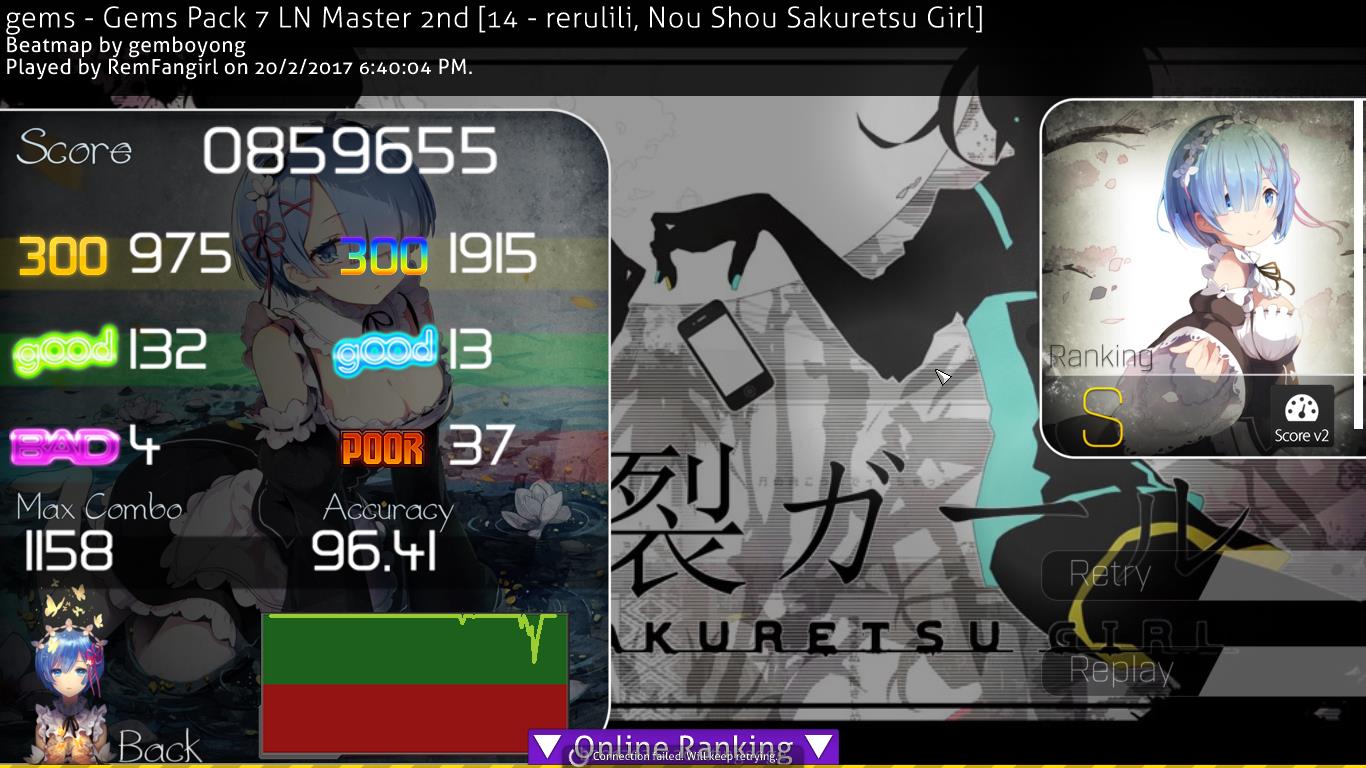 gems - Gems Pack 7 LN Master 2nd [14 - rerulili, Nou Shou Sakuretsu Girl]
Beatmap by gemboyong
Played by RemFangirl on 20/2/2017 6:40:04 PM.
Score 0859655
300 975 300 1915
good 132 good 13
BAD 4 POOR 37
Max Combo Accuracy
1158 96.41
Ranking
S
Score v2
裂ガール
AKURETSU GIRL
Retry
Replay
Back
Online Ranking
Connection failed. Will keep retrying.